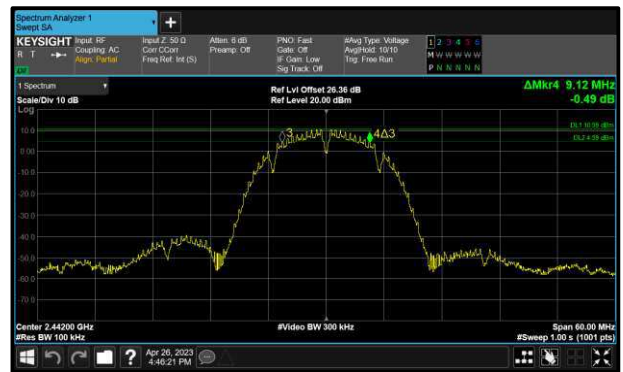 Spectrum Analyzer 1
Swept SA
+
KEYSIGHT
R T
Input: RF
Coupling: AC
Align: Partial
Input Z: 50 Ω
Corr CCorr
Freq Ref: Int (S)
Atten: 6 dB
Preamp: Off
PNO: Fast
Gate: Off
IF Gain: Low
Sig Track: Off
#Avg Type: Voltage
Avg|Hold: 10/10
Trig: Free Run
1 2 3 4 5 6
M W W W W W
P N N N N N
1 Spectrum
Scale/Div 10 dB
Ref Lvl Offset 26.36 dB
Ref Level 20.00 dBm
ΔMkr4 9.12 MHz
-0.49 dB
Log
10.0
0.00
-10.0
-20.0
-30.0
-40.0
-50.0
-60.0
-70.0
3
4Δ3
Center 2.44200 GHz
#Res BW 100 kHz
#Video BW 300 kHz
Span 60.00 MHz
#Sweep 1.00 s (1001 pts)
?
Apr 26, 2023
4:46:21 PM